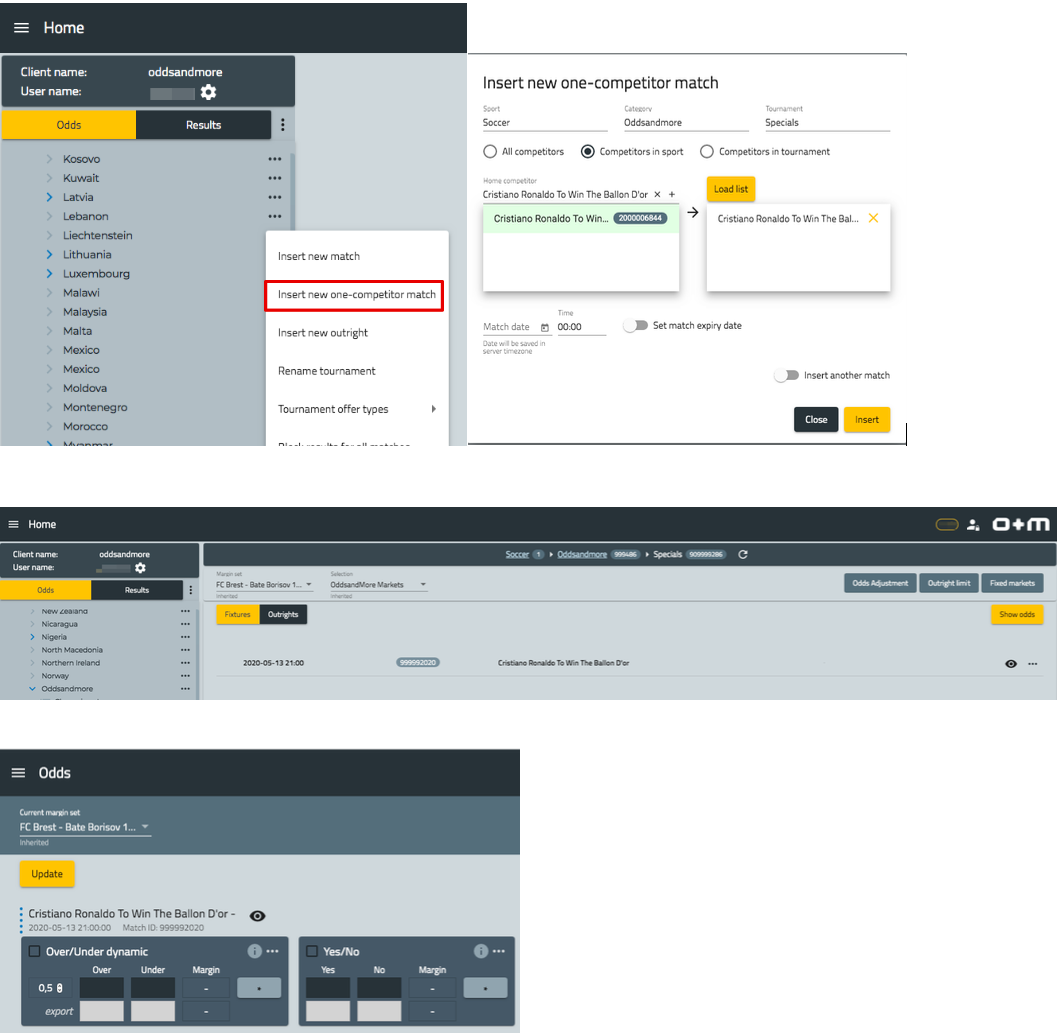 Home
Client name: oddsandmore
User name:
Odds Results
Kosovo
Kuwait
Latvia
Lebanon
Liechtenstein
Lithuania
Luxembourg
Malawi
Malaysia
Malta
Mexico
Mexico
Moldova
Montenegro
Morocco
Myanmar
Insert new match
Insert new one-competitor match
Insert new outright
Rename tournament
Tournament offer types
Block results for all matches
Insert new one-competitor match
Sport Category Tournament
Soccer Oddsandmore Specials
All competitors Competitors in sport Competitors in tournament
Home competitor
Cristiano Ronaldo To Win The Ballon D'or × +
Load list
Cristiano Ronaldo To Win... 2000006844
Cristiano Ronaldo To Win The Bal...
Match date
Time
00:00
Set match expiry date
Date will be saved in
server timezone
Insert another match
Close Insert
Home
O+M
Client name: oddsandmore
User name:
Odds Results
New Zealand
Nicaragua
Nigeria
North Macedonia
Northern Ireland
Norway
Oddsandmore
Soccer 1 Oddsandmore 999486 Specials 909999286
Margin set Selection
FC Brest - Bate Borisov 1... OddsandMore Markets
Inherited Inherited
Odds Adjustment Outright limit Fixed markets
Fixtures Outrights
Show odds
2020-05-13 21:00 999992020 Cristiano Ronaldo To Win The Ballon D'or
Odds
Current margin set
FC Brest - Bate Borisov 1...
Inherited
Update
Cristiano Ronaldo To Win The Ballon D'or -
2020-05-13 21:00:00 Match ID: 999992020
Over/Under dynamic
Over Under Margin
0,5 -
export -
Yes/No
Yes No Margin
-
-